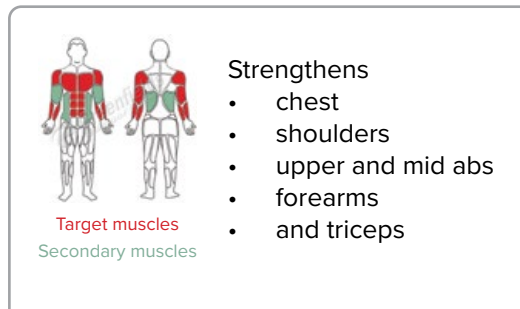 Strengthens
• chest
• shoulders
• upper and mid abs
• forearms
• and triceps
Target muscles
Secondary muscles